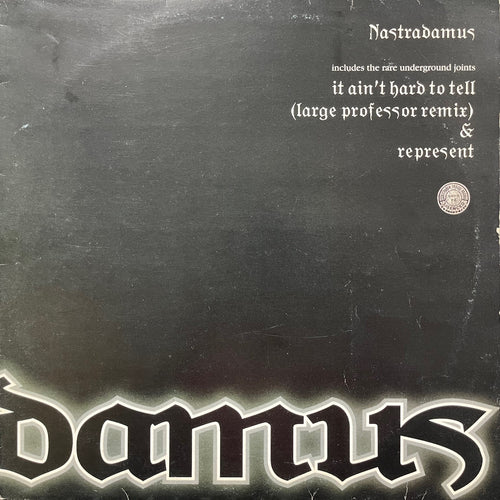 Nastradamus
includes the rare underground joints
it ain't hard to tell
(large professor remix)
&
represent
damus